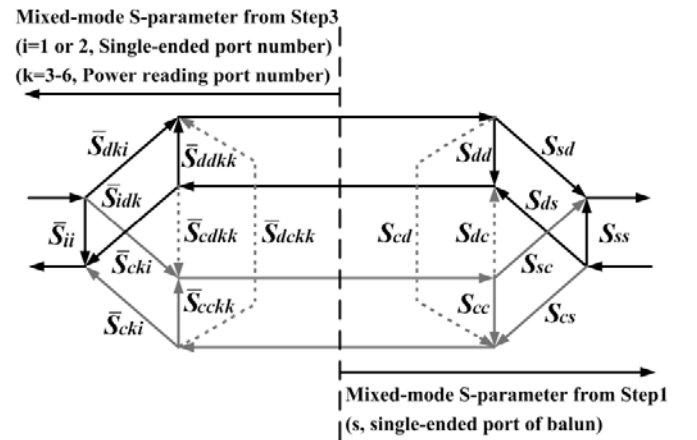 Mixed-mode S-parameter from Step3
(i=1 or 2, Single-ended port number)
(k=3-6, Power reading port number)
S̅dki
S̅ddkk
Sdd
Ssd
S̅idk
Sds
S̅ii
S̅cdkk
S̅dckk
Scd
Sdc
Sss
S̅cki
Ssc
S̅cckk
Scc
S̅cki
Scs
Mixed-mode S-parameter from Step1
(s, single-ended port of balun)